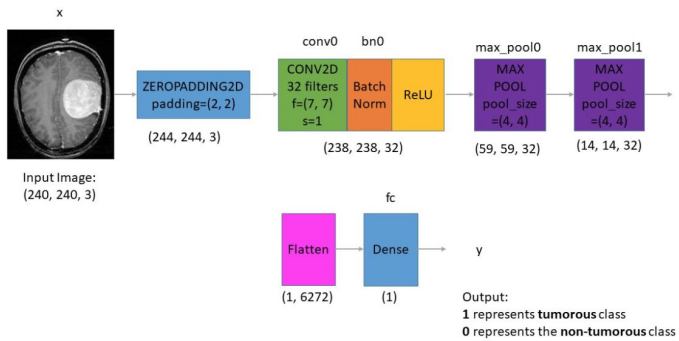 x
conv0
bn0
max_pool0
max_pool1
ZEROPADDING2D
padding=(2, 2)
CONV2D
32 filters
f=(7, 7)
s=1
Batch
Norm
ReLU
MAX
POOL
pool_size
=(4, 4)
MAX
POOL
pool_size
=(4, 4)
(244, 244, 3)
(238, 238, 32)
(59, 59, 32)
(14, 14, 32)
Input Image:
(240, 240, 3)
fc
Flatten
Dense
y
(1, 6272)
(1)
Output:
1 represents tumorous class
0 represents the non-tumorous class